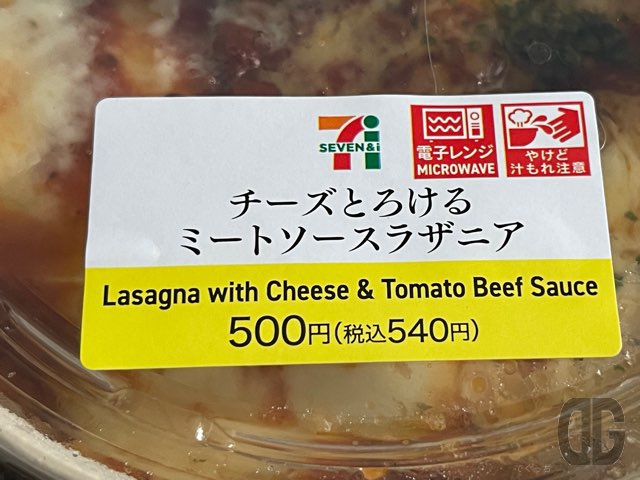 7i
SEVEN&i
電子レンジ
MICROWAVE
やけど
汁もれ注意
チーズとろける
ミートソースラザニア
Lasagna with Cheese & Tomato Beef Sauce
500円(税込540円)